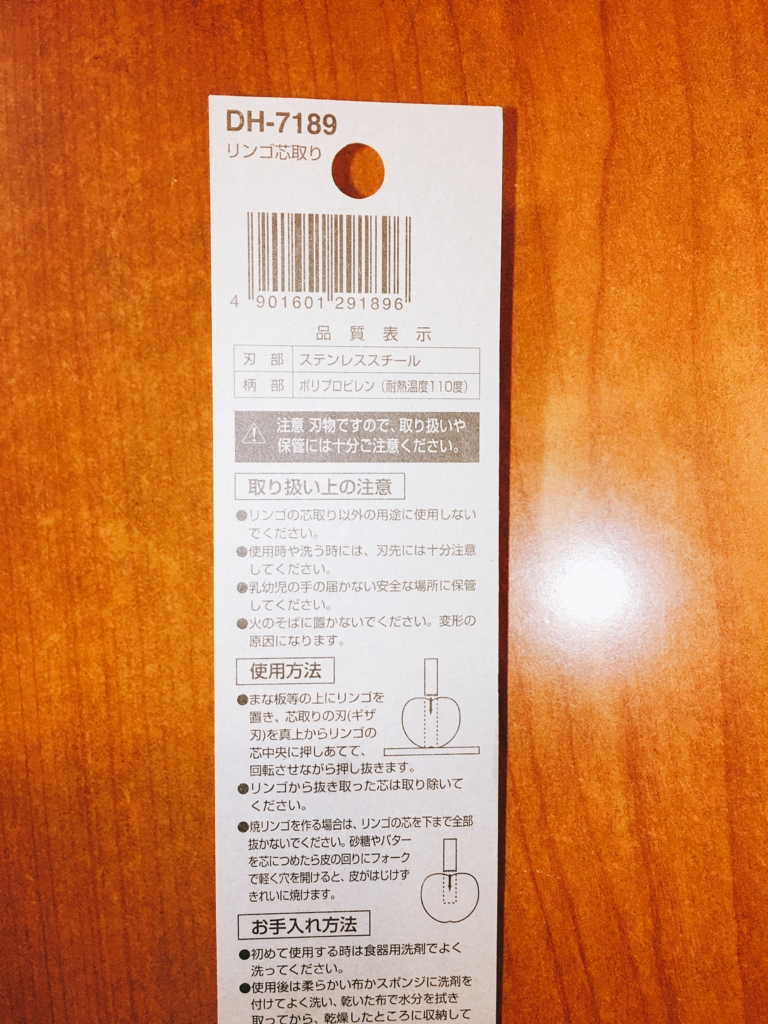 DH-7189
リンゴ芯取り
4 901601 291896
品質表示
刃部 ステンレススチール
柄部 ポリプロピレン（耐熱温度110度）
注意 刃物ですので、取り扱いや
保管には十分ご注意ください。
取り扱い上の注意
●リンゴの芯取り以外の用途に使用しない
でください。
●使用時や洗う時には、刃先には十分注意
してください。
●乳幼児の手の届かない安全な場所に保管
してください。
●火のそばに置かないでください。変形の
原因になります。
使用方法
●まな板等の上にリンゴを
置き、芯取りの刃(ギザ
刃)を真上からリンゴの
芯中央に押しあてて、
回転させながら押し抜きます。
●リンゴから抜き取った芯は取り除いて
ください。
●焼リンゴを作る場合は、リンゴの芯を下まで全部
抜かないでください。砂糖やバター
を芯につめたら皮の回りにフォーク
で軽く穴を開けると、皮がはじけず
きれいに焼けます。
お手入れ方法
●初めて使用する時は食器用洗剤でよく
洗ってください。
●使用後は柔らかい布かスポンジに洗剤を
付けてよく洗い、乾いた布で水分を拭き
取ってから、乾燥したところに収納して